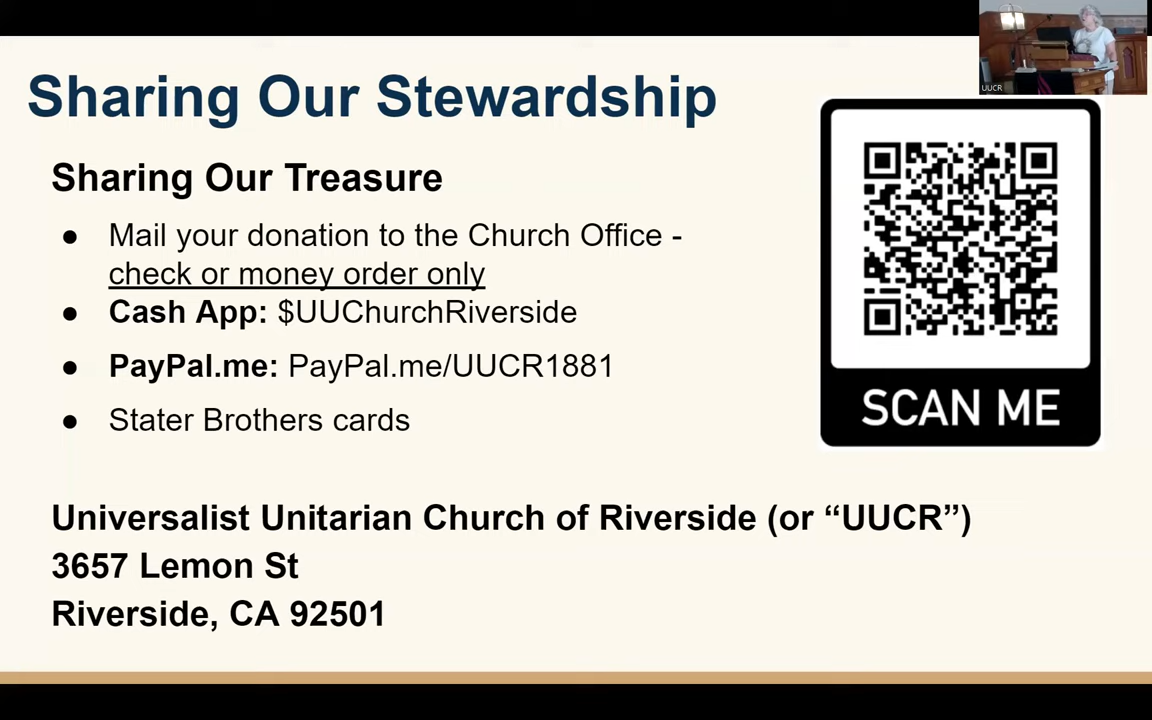 UUCR
Sharing Our Stewardship
Sharing Our Treasure
● Mail your donation to the Church Office -
check or money order only
● Cash App: $UUChurchRiverside
● PayPal.me: PayPal.me/UUCR1881
● Stater Brothers cards
SCAN ME
Universalist Unitarian Church of Riverside (or “UUCR”)
3657 Lemon St
Riverside, CA 92501